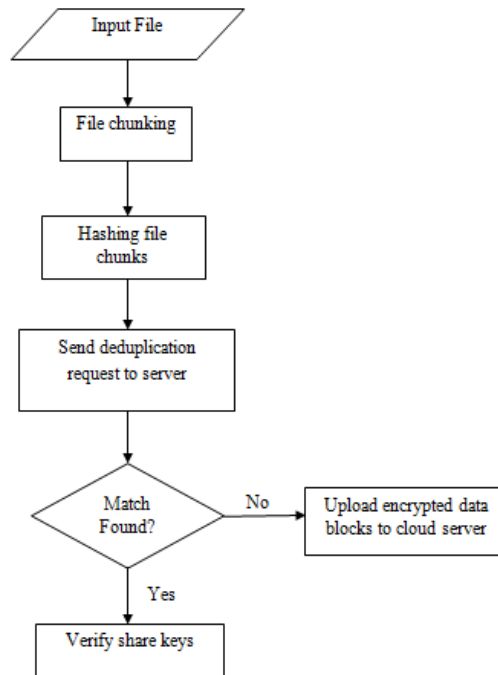 Input File
File chunking
Hashing file
chunks
Send deduplication
request to server
Match
Found?
No
Upload encrypted data
blocks to cloud server
Yes
Verify share keys